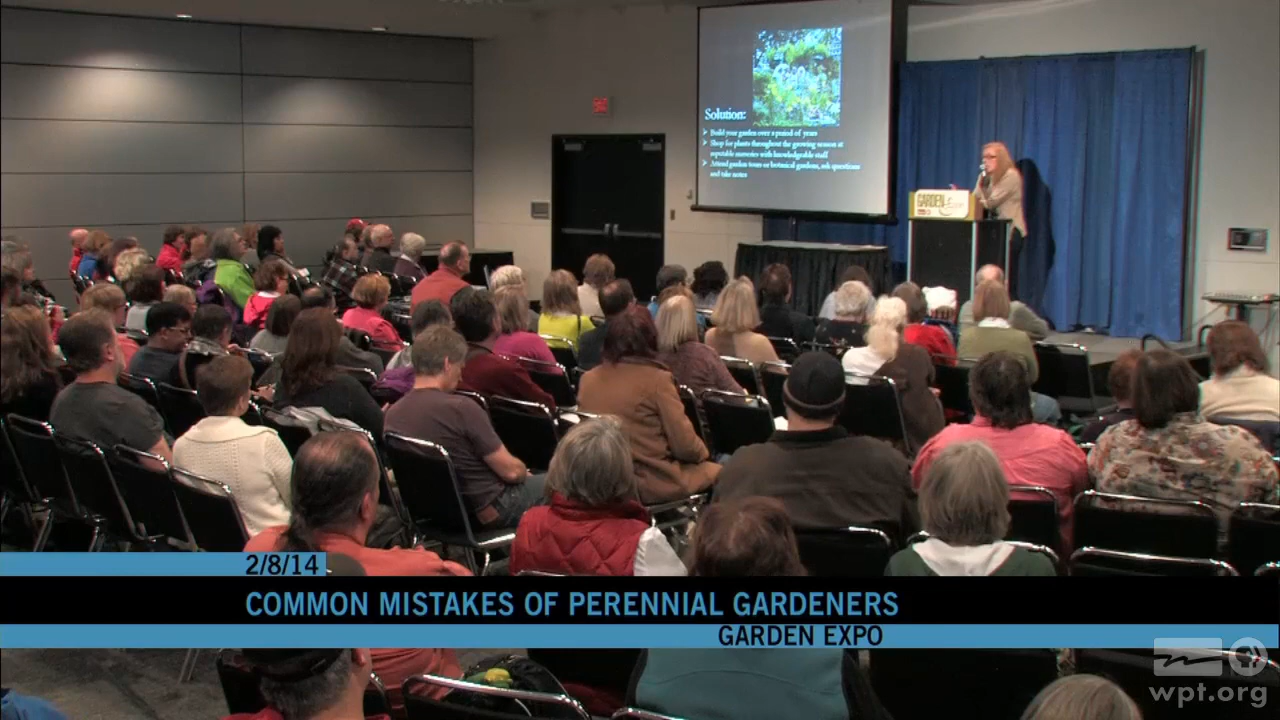 Solution:
➢ Build your garden over a period of years
➢ Shop for plants throughout the growing season at
reputable nurseries with knowledgeable staff
➢ Attend garden tours or botanical gardens, ask questions
and take notes
GARDEN
Expo
2/8/14
COMMON MISTAKES OF PERENNIAL GARDENERS
GARDEN EXPO
PBS
wpt.org